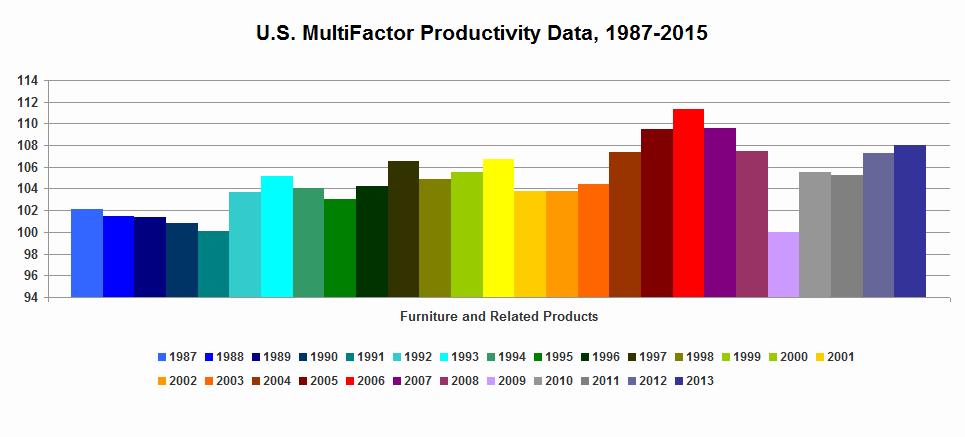 U.S. MultiFactor Productivity Data, 1987-2015
114
112
110
108
106
104
102
100
98
96
94
Furniture and Related Products
1987 1988 1989 1990 1991 1992 1993 1994 1995 1996 1997 1998 1999 2000 2001
2002 2003 2004 2005 2006 2007 2008 2009 2010 2011 2012 2013